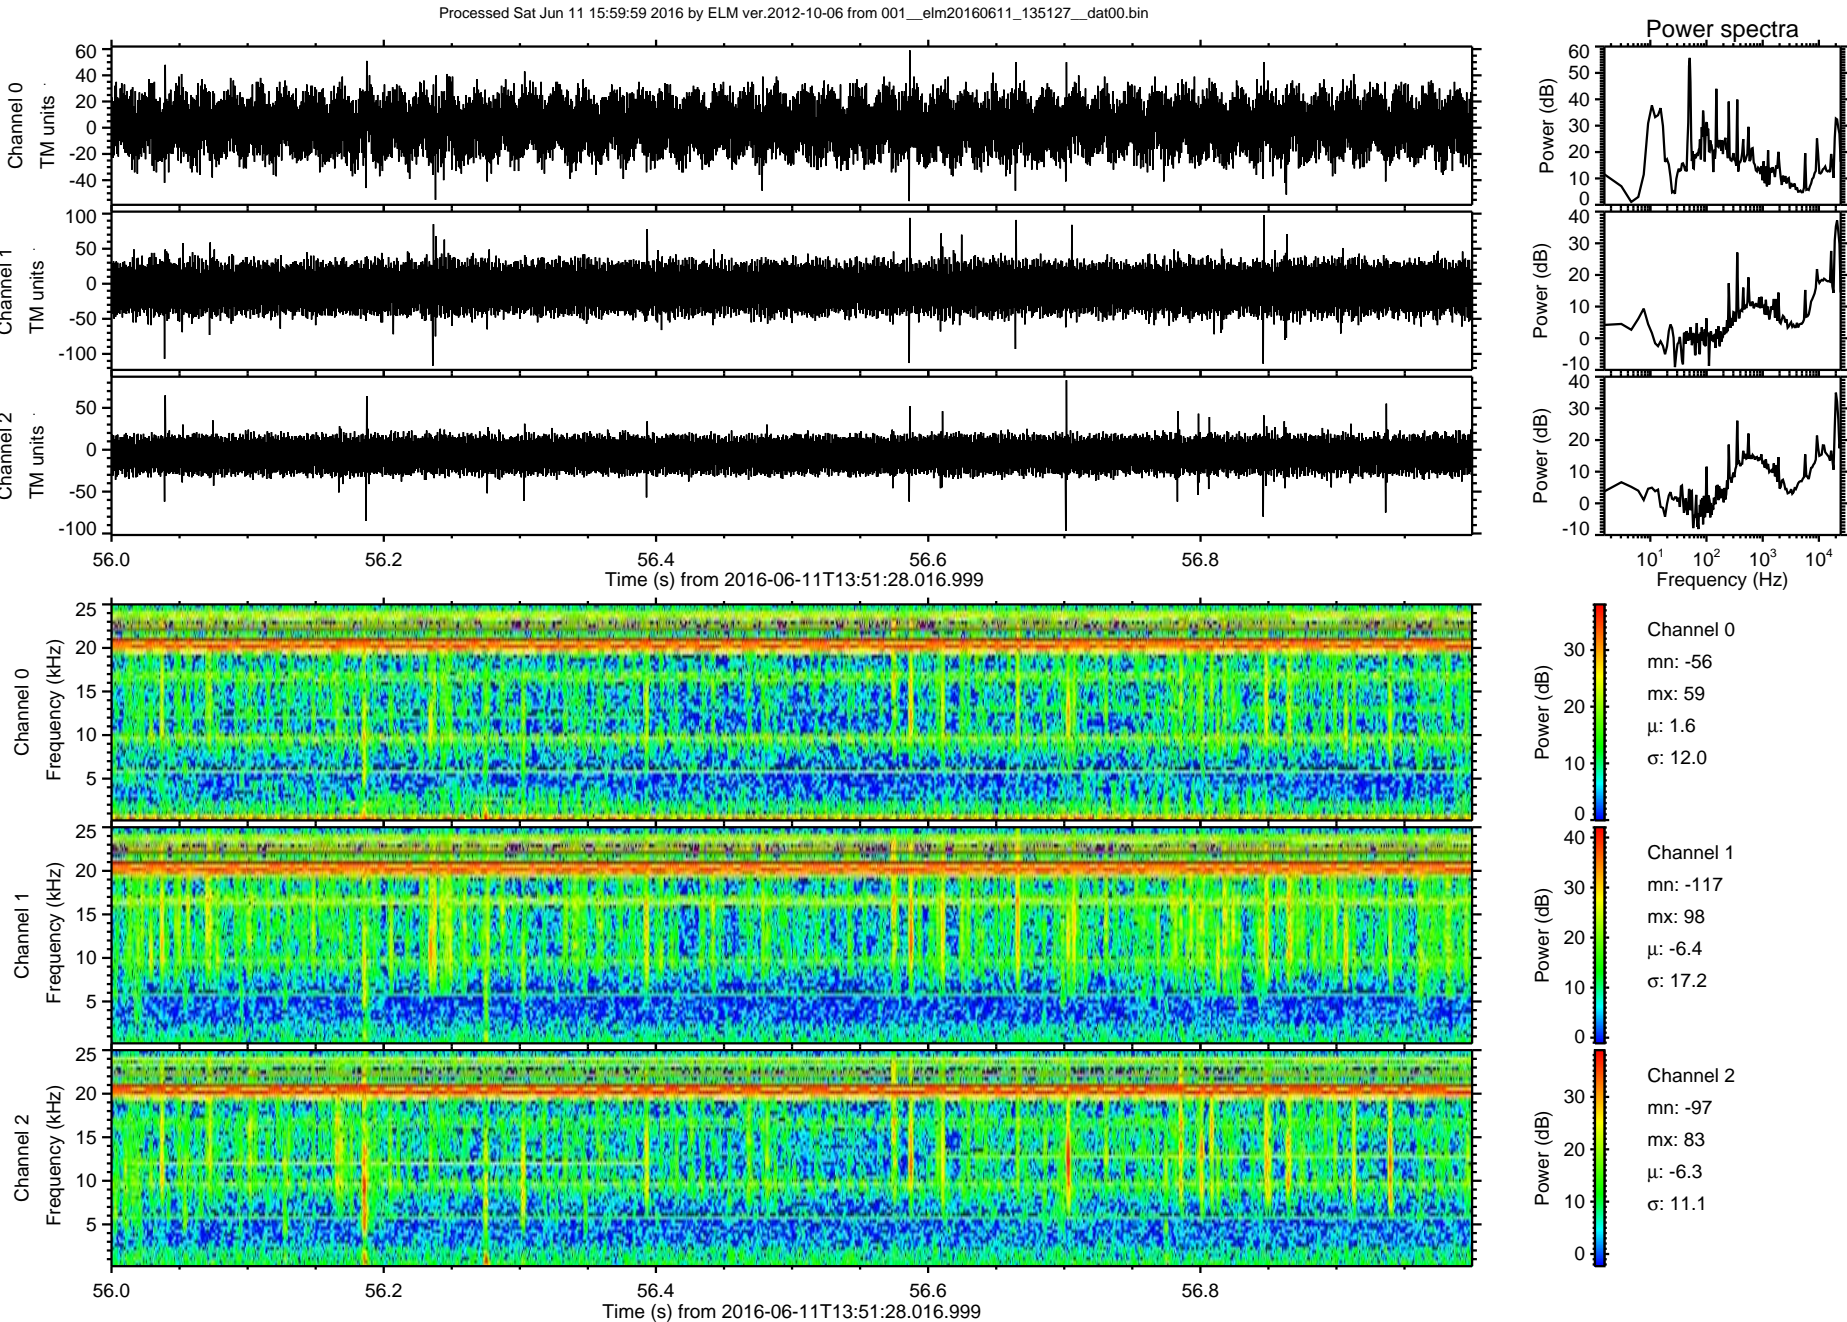 Processed Sat Jun 11 15:59:59 2016 by ELM ver.2012-10-06 from 001__elm20160611_135127__dat00.bin
Power spectra
Channel 0
TM units
60
40
20
0
-20
-40
Power (dB)
60
50
40
30
20
10
0
Channel 1
TM units
100
50
0
-50
-100
Power (dB)
40
30
20
10
0
-10
Channel 2
TM units
50
0
-50
-100
Power (dB)
40
30
20
10
0
-10
56.0 56.2 56.4 56.6 56.8
Time (s) from 2016-06-11T13:51:28.016.999
10^1 10^2 10^3 10^4
Frequency (Hz)
Channel 0
Frequency (kHz)
25
20
15
10
5
Power (dB)
30
20
10
0
Channel 0
mn: -56
mx: 59
μ: 1.6
σ: 12.0
Channel 1
Frequency (kHz)
25
20
15
10
5
Power (dB)
40
30
20
10
0
Channel 1
mn: -117
mx: 98
μ: -6.4
σ: 17.2
Channel 2
Frequency (kHz)
25
20
15
10
5
Power (dB)
30
20
10
0
Channel 2
mn: -97
mx: 83
μ: -6.3
σ: 11.1
56.0 56.2 56.4 56.6 56.8
Time (s) from 2016-06-11T13:51:28.016.999